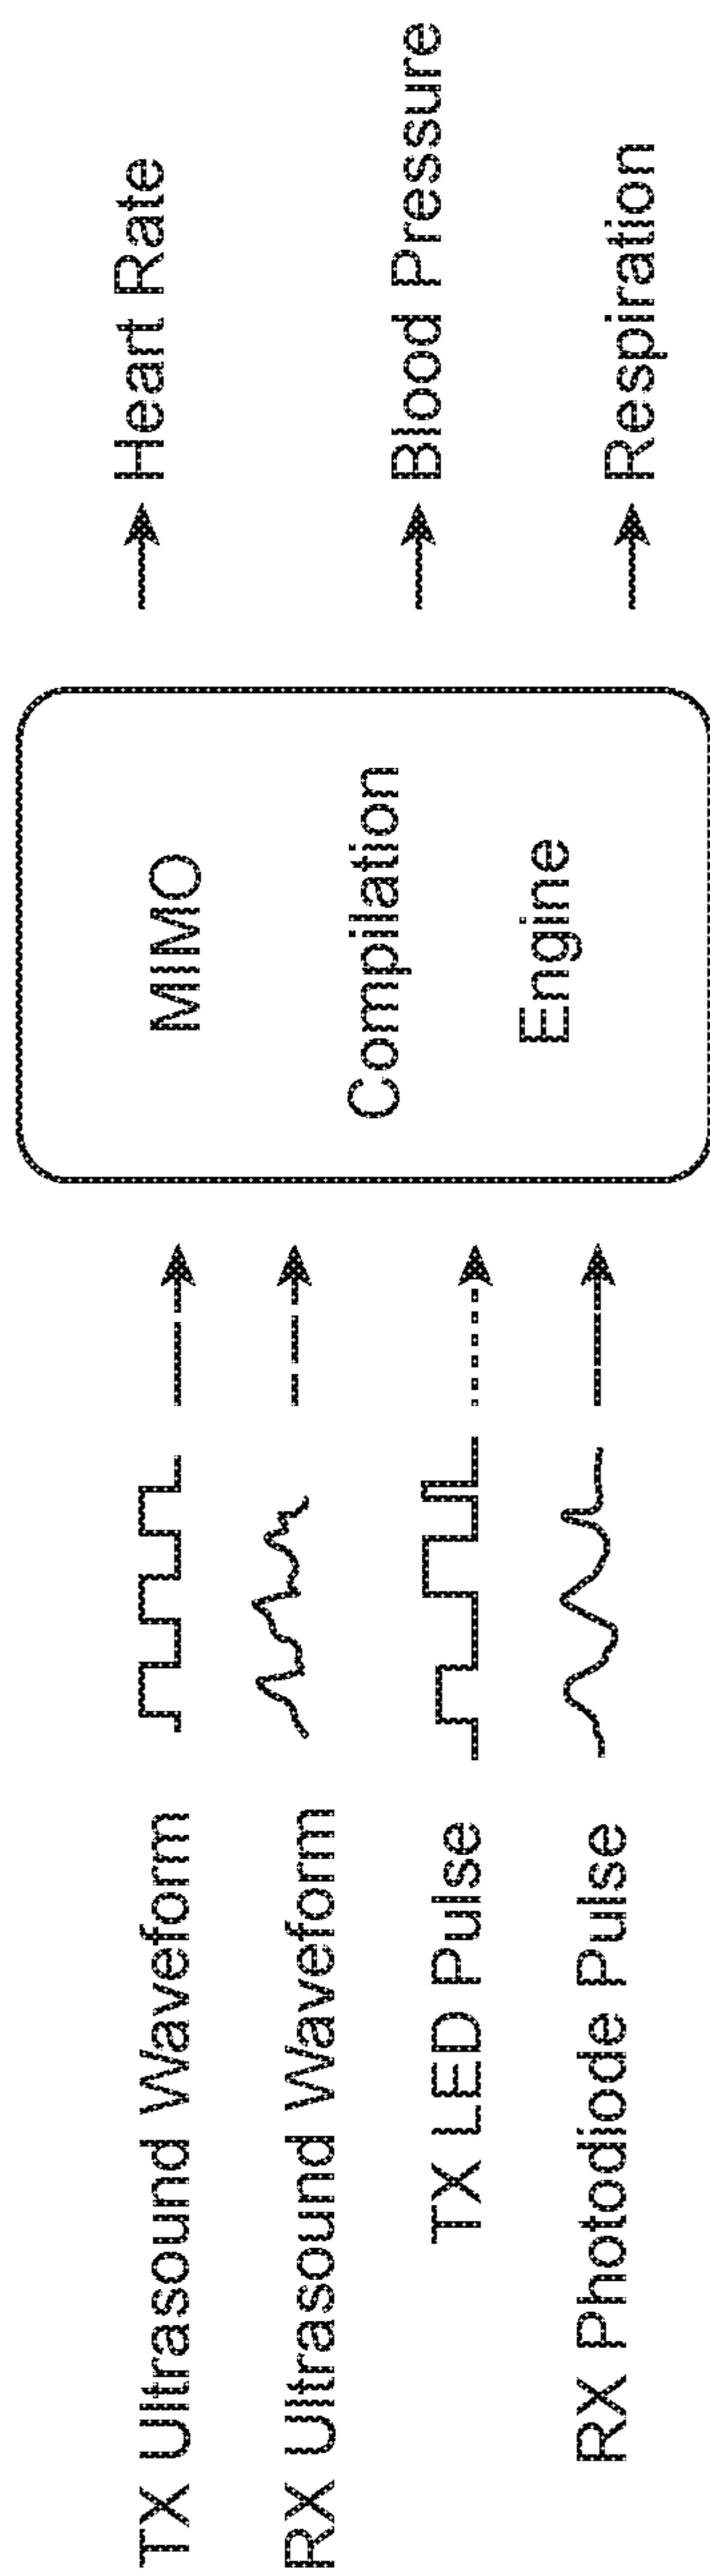 TX Ultrasound Waveform
RX Ultrasound Waveform
TX LED Pulse
RX Photodiode Pulse
MIMO
Compilation
Engine
Heart Rate
Blood Pressure
Respiration